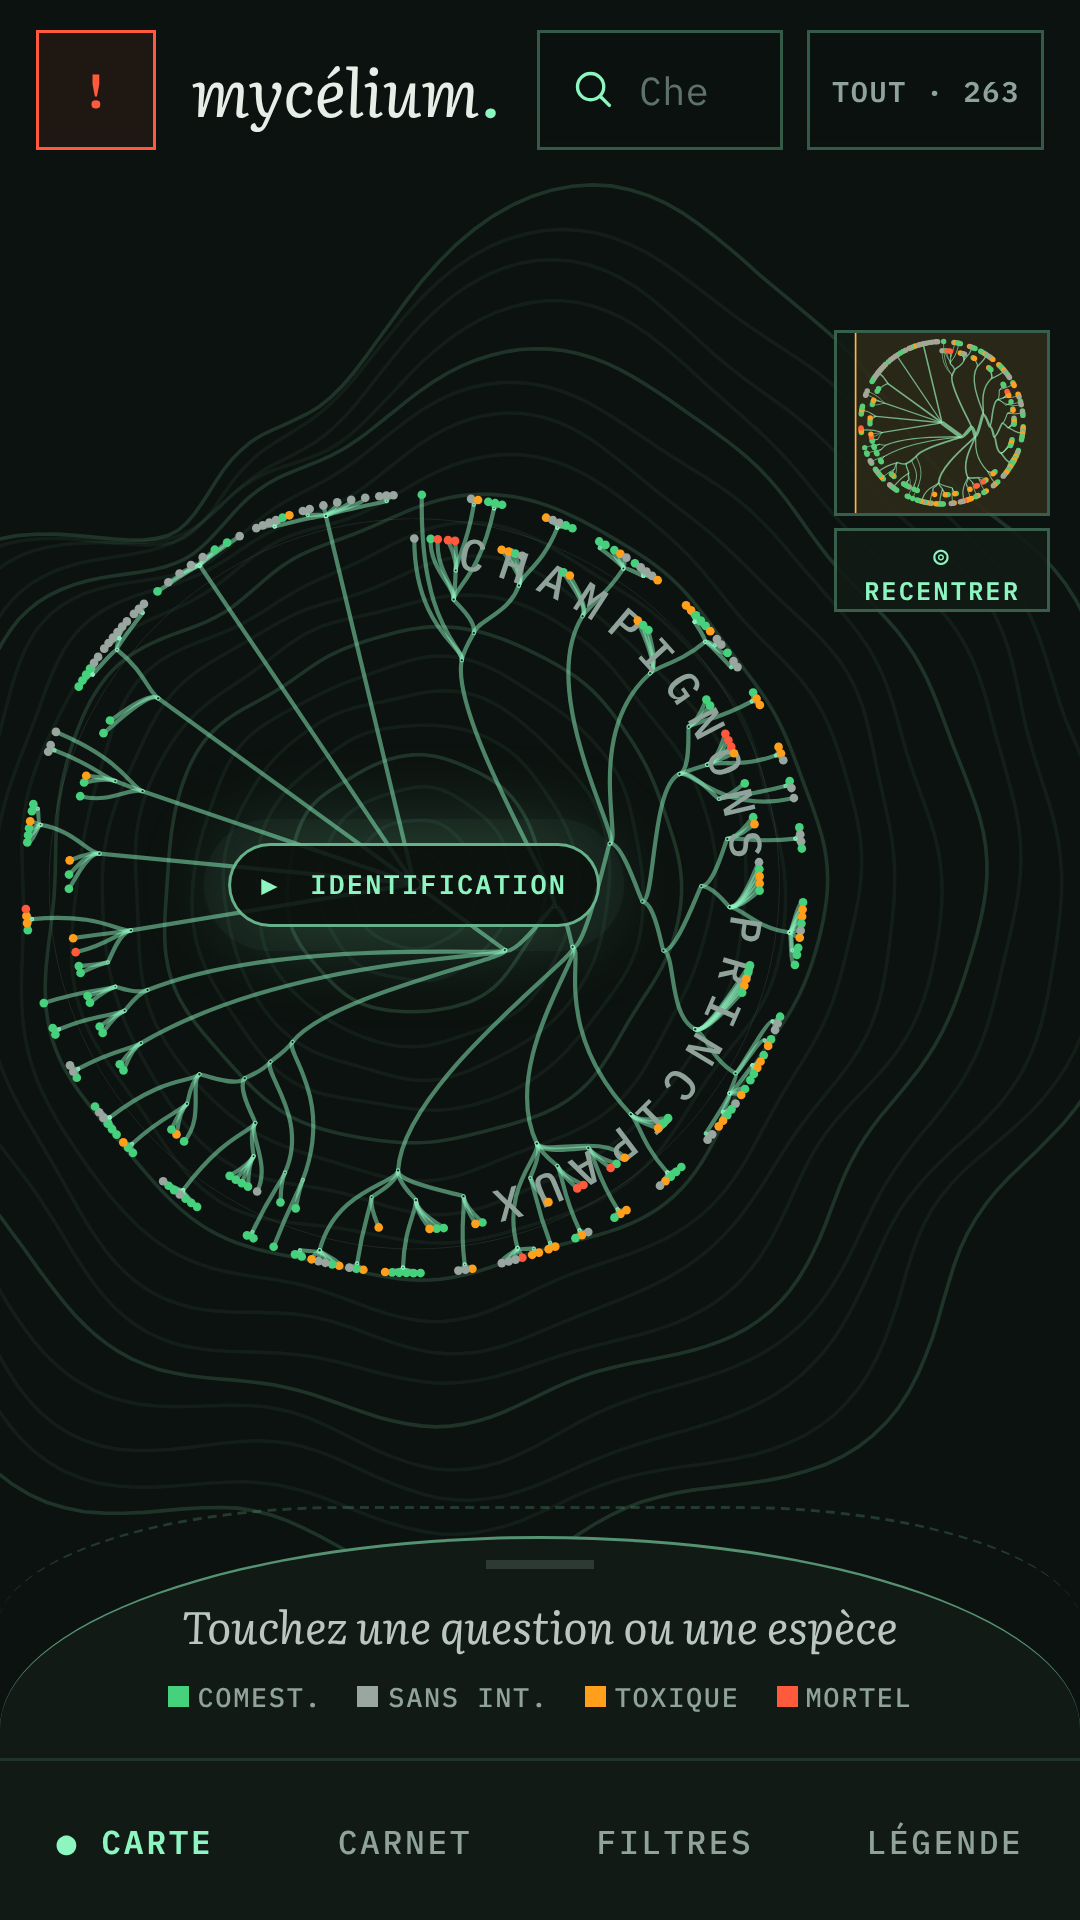 !
mycélium.
Che
TOUT · 263
◎
RECENTRER
CHAMPIGNONS PRINCIPAUX
▶ IDENTIFICATION
Touchez une question ou une espèce
COMEST.
SANS INT.
TOXIQUE
MORTEL
● CARTE
CARNET
FILTRES
LÉGENDE